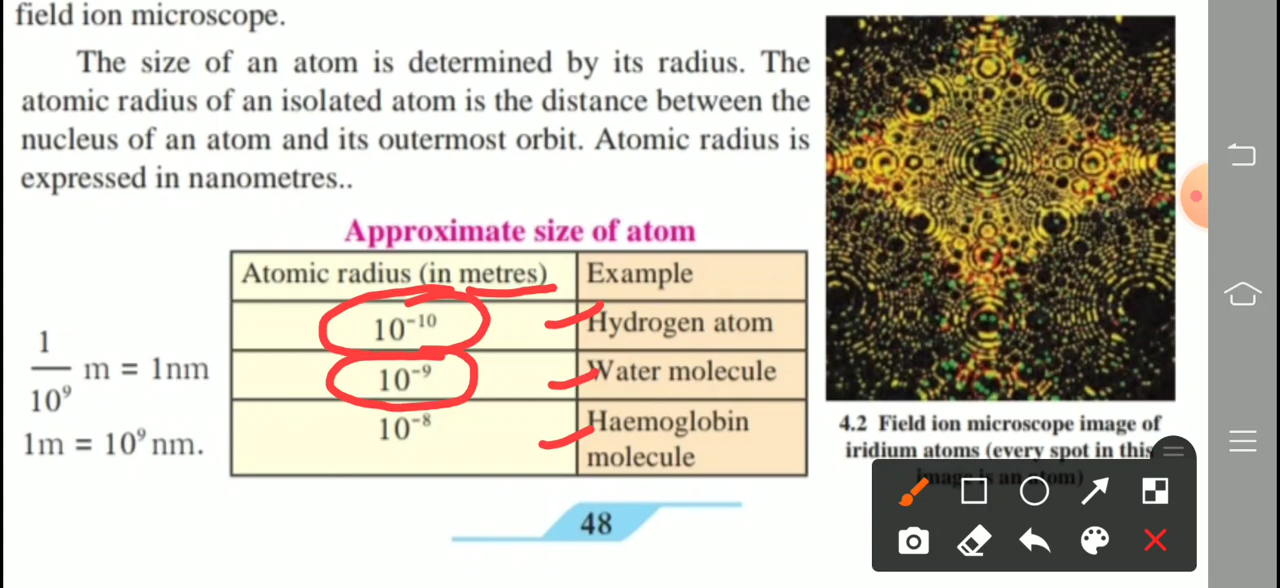 field ion microscope.
The size of an atom is determined by its radius. The
atomic radius of an isolated atom is the distance between the
nucleus of an atom and its outermost orbit. Atomic radius is
expressed in nanometres..
Approximate size of atom
Atomic radius (in metres) Example
10⁻¹⁰ Hydrogen atom
10⁻⁹ Water molecule
10⁻⁸ Haemoglobin
molecule
1
10⁹ m = 1nm
1m = 10⁹ nm.
4.2 Field ion microscope image of
iridium atoms (every spot in this
image is an atom)
48